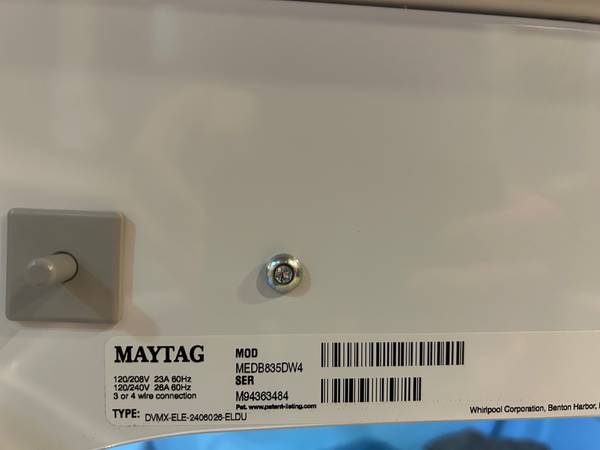 MAYTAG
120/208V 23A 60Hz
120/240V 26A 60Hz
3 or 4 wire connection
MOD
MEDB835DW4
SER
M94363484
Pat. www.patent-listing.com
TYPE: DVMX-ELE-2406026-ELDU
Whirlpool Corporation, Benton Harbor,